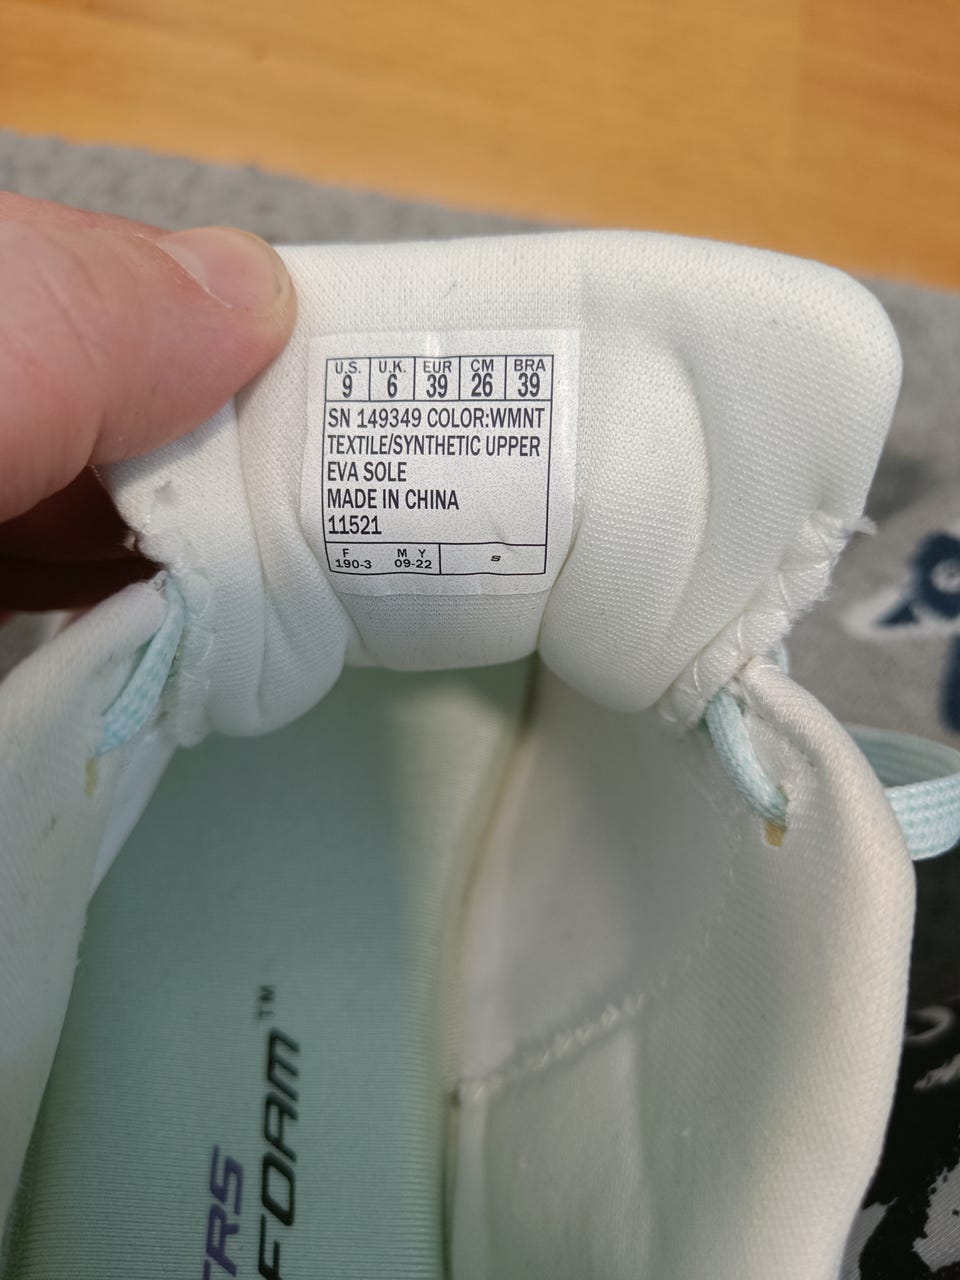 U.S. U.K. EUR CM BRA
9 6 39 26 39
SN 149349 COLOR:WMNT
TEXTILE/SYNTHETIC UPPER
EVA SOLE
MADE IN CHINA
11521
F M Y
190-3 09-22 S
FOAM™